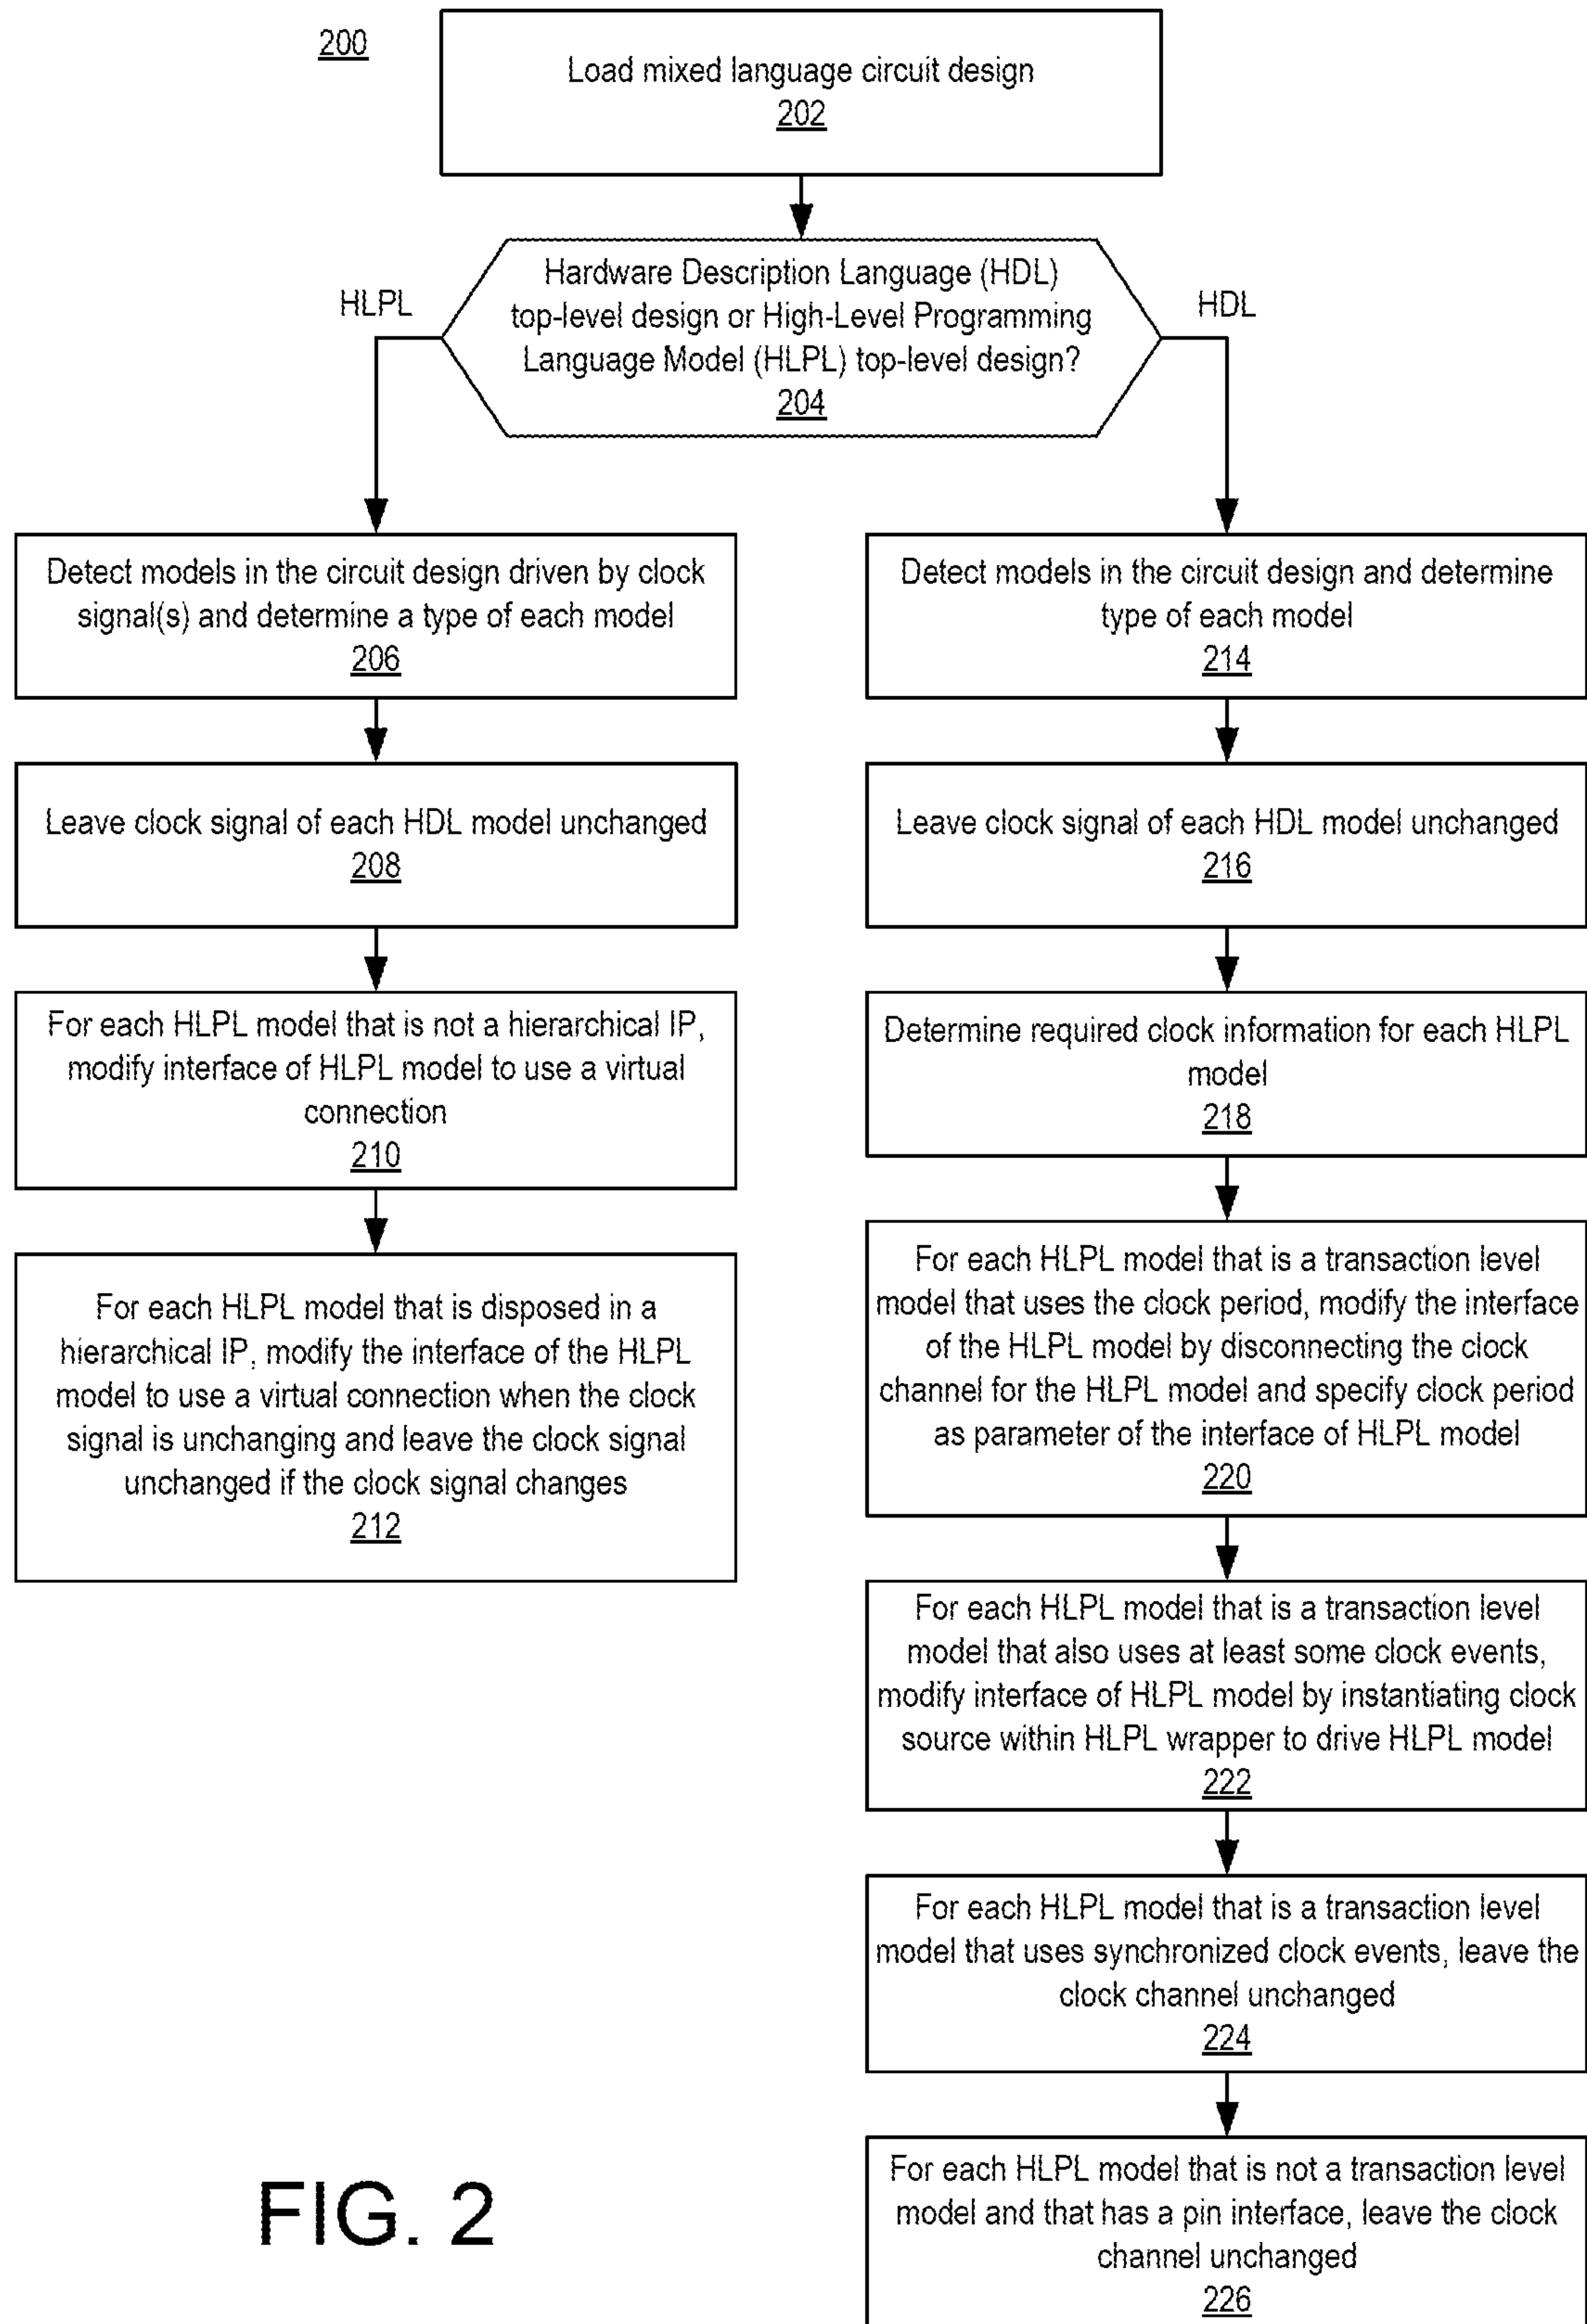 200
Load mixed language circuit design
202
Hardware Description Language (HDL)
top-level design or High-Level Programming
Language Model (HLPL) top-level design?
204
HLPL
HDL
Detect models in the circuit design driven by clock
signal(s) and determine a type of each model
206
Leave clock signal of each HDL model unchanged
208
For each HLPL model that is not a hierarchical IP,
modify interface of HLPL model to use a virtual
connection
210
For each HLPL model that is disposed in a
hierarchical IP, modify the interface of the HLPL
model to use a virtual connection when the clock
signal is unchanging and leave the clock signal
unchanged if the clock signal changes
212
Detect models in the circuit design and determine
type of each model
214
Leave clock signal of each HDL model unchanged
216
Determine required clock information for each HLPL
model
218
For each HLPL model that is a transaction level
model that uses the clock period, modify the interface
of the HLPL model by disconnecting the clock
channel for the HLPL model and specify clock period
as parameter of the interface of HLPL model
220
For each HLPL model that is a transaction level
model that also uses at least some clock events,
modify interface of HLPL model by instantiating clock
source within HLPL wrapper to drive HLPL model
222
For each HLPL model that is a transaction level
model that uses synchronized clock events, leave the
clock channel unchanged
224
For each HLPL model that is not a transaction level
model and that has a pin interface, leave the clock
channel unchanged
226
FIG. 2